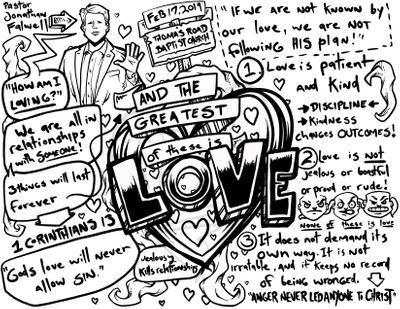 Pastor
Jonathan
Falwell
FEB 17, 2019
THOMAS ROAD
BAPTIST CHURCH
"IF we are not known by
our love, we are NOT
following HIS plan!"
"HOW AM I
LOVING?"
We are all in
relationships
with SOMEONE!
3 things will last
Forever
1 CORINTHIANS 13
"Gods love will never
allow SIN."
AND THE
GREATEST
of these is
LOVE
Jealousy
Kills relationships
1 Love is patient
and Kind
DISCIPLINE
Kindness
CHANGES OUTCOMES!
2 love is not
jealous or boastful
or proud or rude!
NONE of these is love
3 It does not demand its
own way. It is not
irratable, and it keeps no record
of being wronged.
"ANGER NEVER LED ANYONE TO CHRIST"